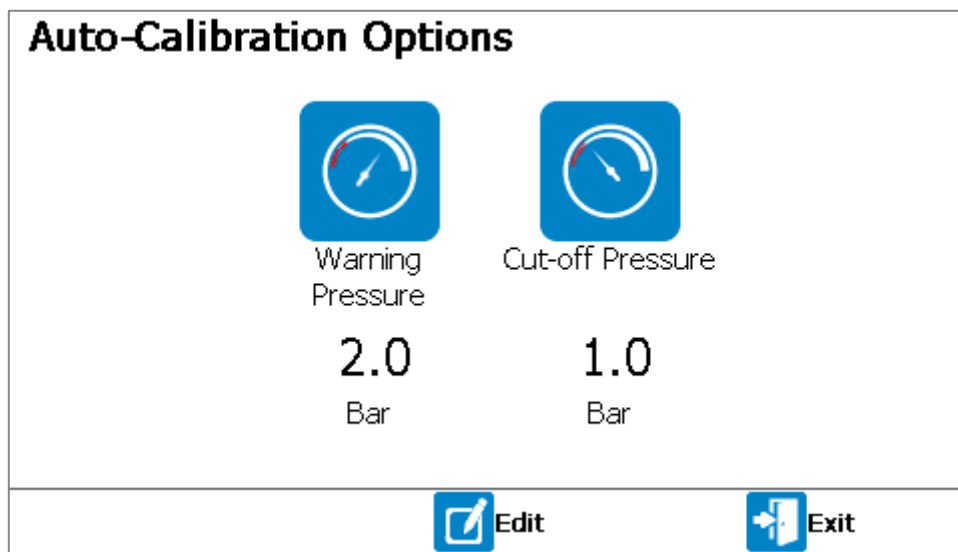 Auto-Calibration Options
Warning
Pressure
Cut-off Pressure
2.0
1.0
Bar
Bar
Edit
Exit